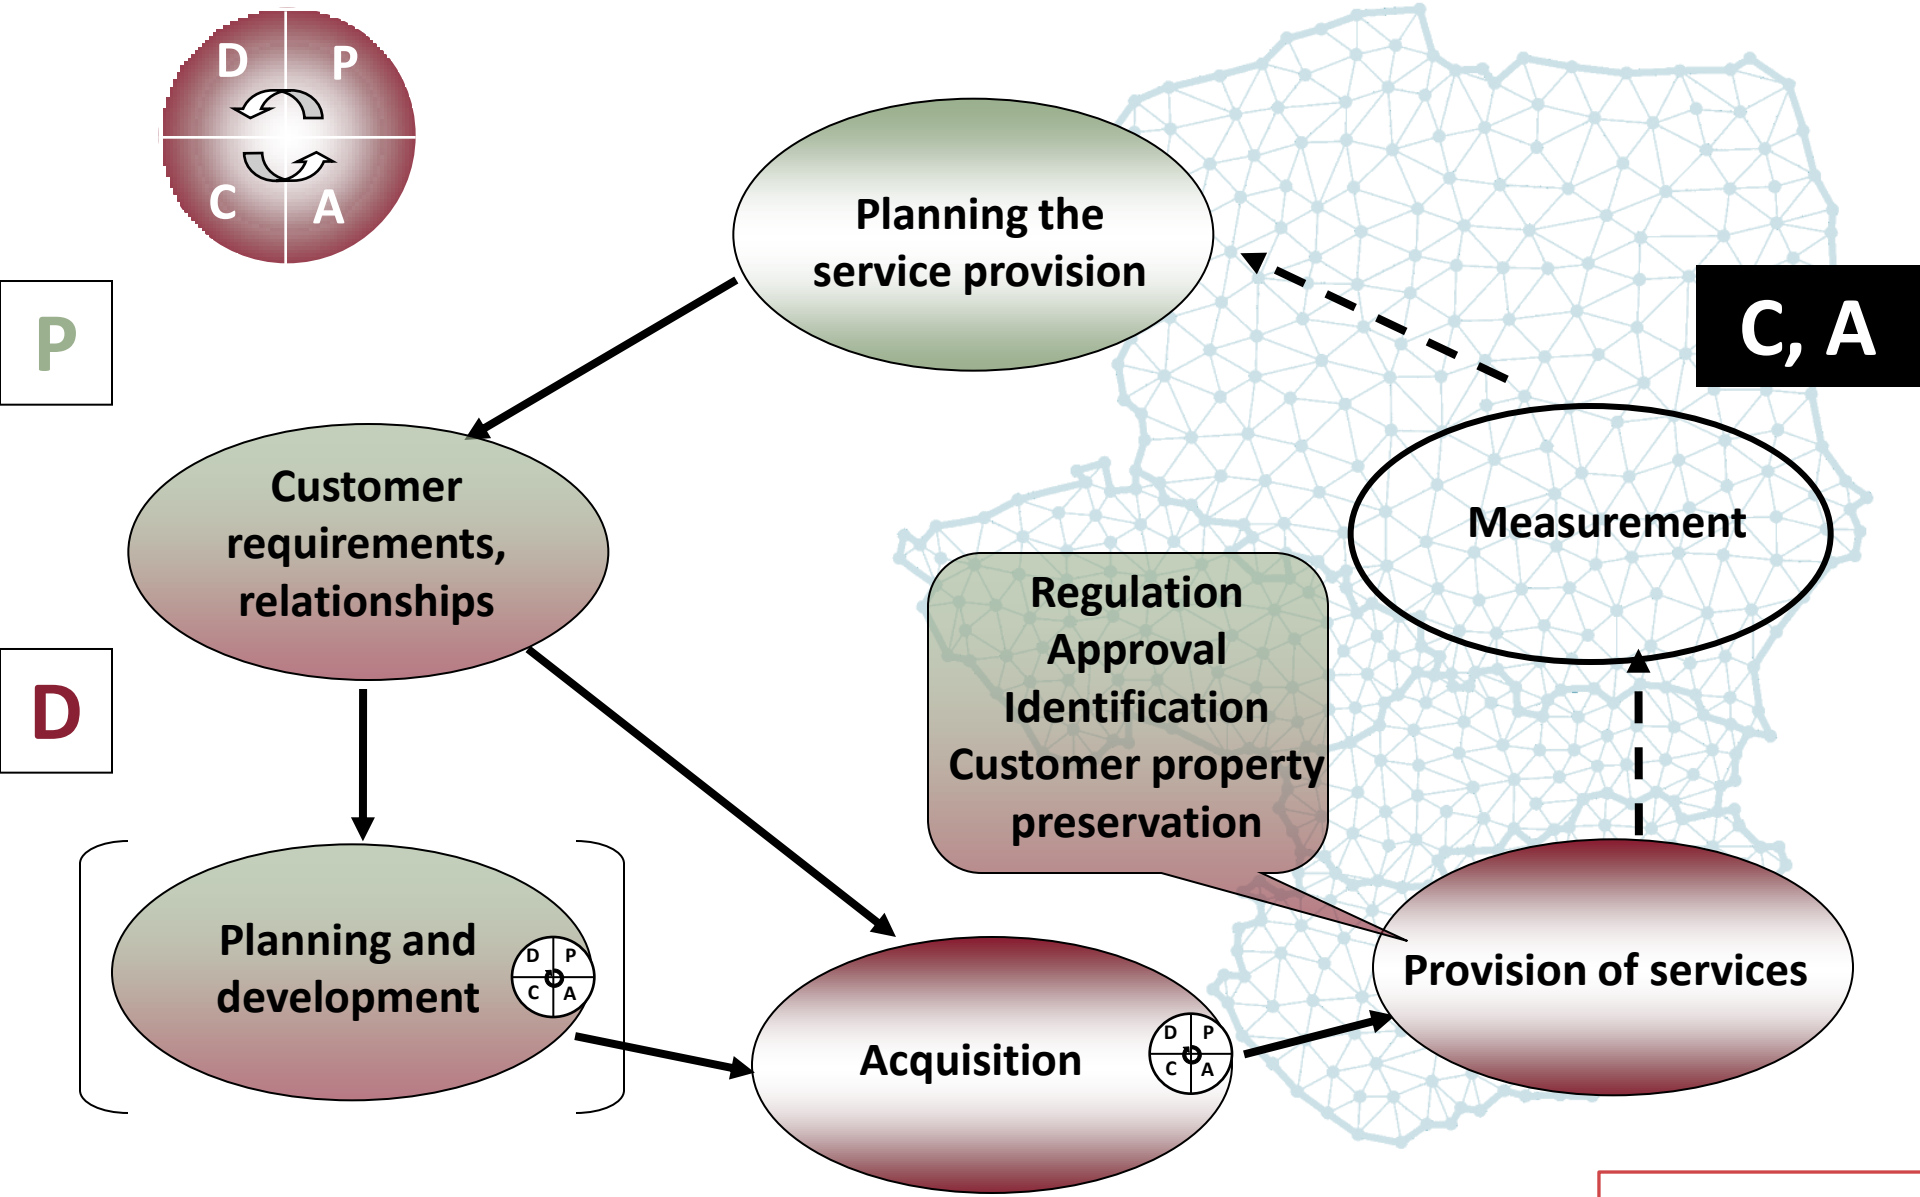 D P
C A
Planning the
service provision
P
C, A
Customer
requirements,
relationships
Measurement
Regulation
Approval
Identification
Customer property
preservation
D
Planning and
development
D P
C A
Acquisition
D P
C A
Provision of services